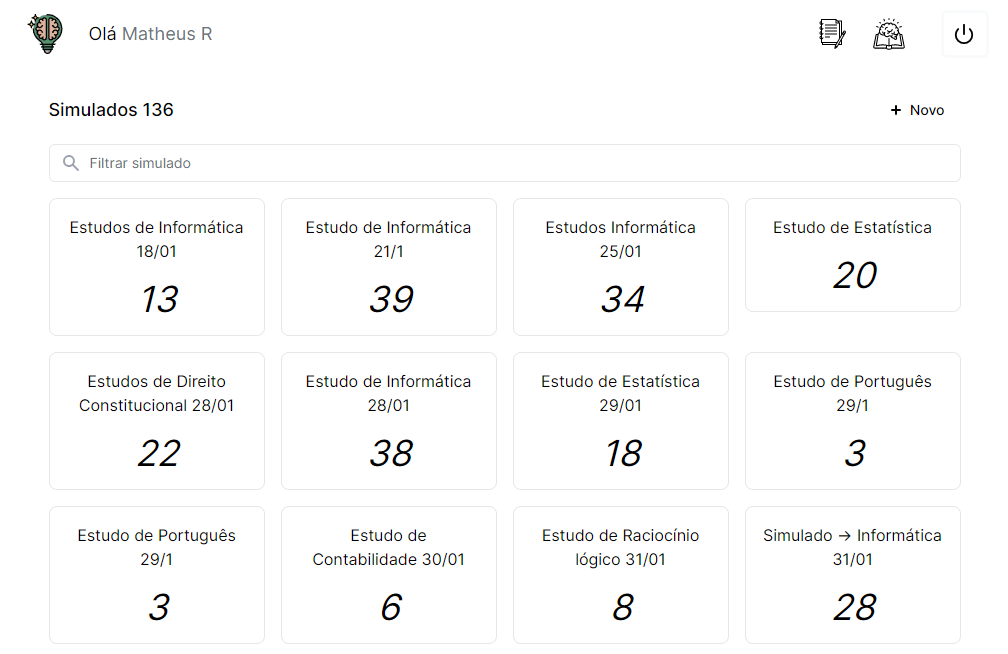 Olá Matheus R
Simulados 136
+ Novo
Filtrar simulado
Estudos de Informática
18/01
13
Estudo de Informática
21/1
39
Estudos Informática
25/01
34
Estudo de Estatística
20
Estudos de Direito
Constitucional 28/01
22
Estudo de Informática
28/01
38
Estudo de Estatística
29/01
18
Estudo de Português
29/1
3
Estudo de Português
29/1
3
Estudo de
Contabilidade 30/01
6
Estudo de Raciocínio
lógico 31/01
8
Simulado → Informática
31/01
28